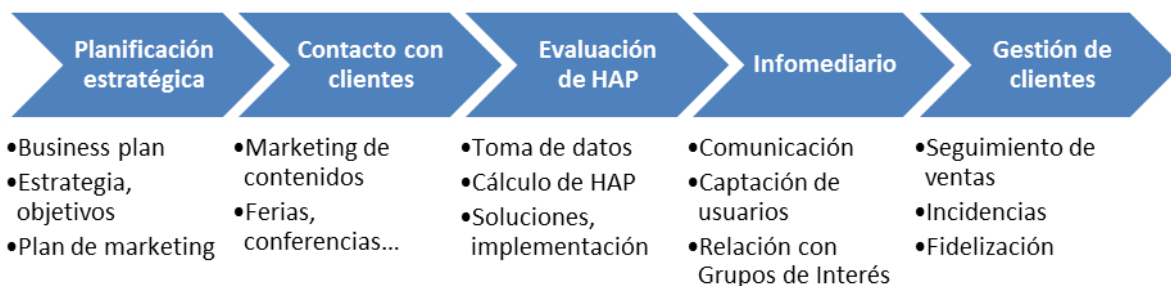 Planificación
estratégica
Contacto con
clientes
Evaluación
de HAP
Infomediario
Gestión de
clientes
•Business plan
•Estrategia,
objetivos
•Plan de marketing
•Marketing de
contenidos
•Ferias,
conferencias...
•Toma de datos
•Cálculo de HAP
•Soluciones,
implementación
•Comunicación
•Captación de
usuarios
•Relación con
Grupos de Interés
•Seguimiento de
ventas
•Incidencias
•Fidelización